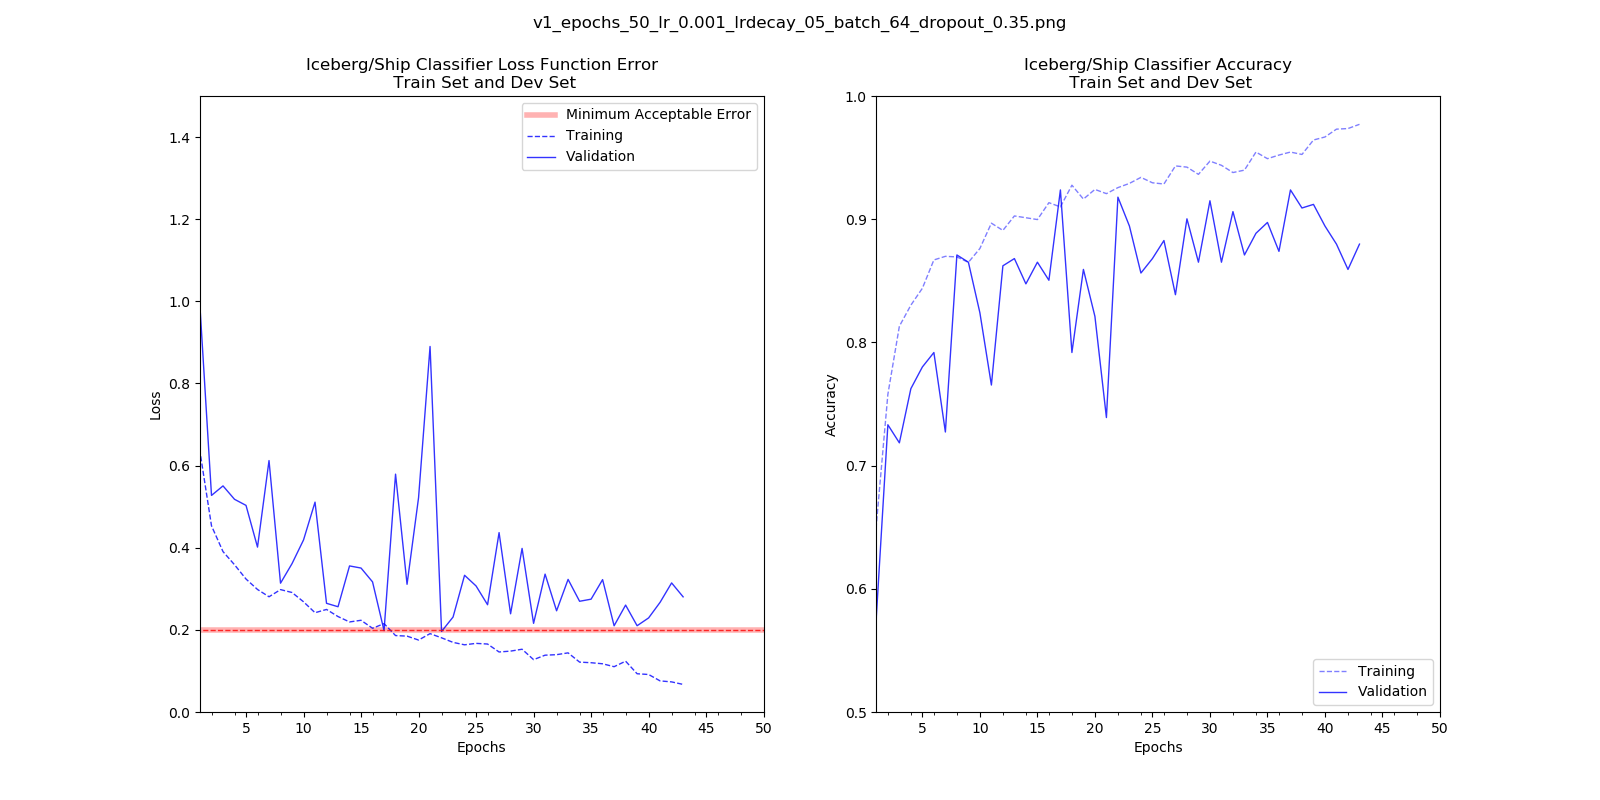 v1_epochs_50_lr_0.001_lrdecay_05_batch_64_dropout_0.35.png
Iceberg/Ship Classifier Loss Function Error
Train Set and Dev Set
Minimum Acceptable Error
Training
Validation
1.4
1.2
1.0
0.8
0.6
0.4
0.2
0.0
Loss
5 10 15 20 25 30 35 40 45 50
Epochs
Iceberg/Ship Classifier Accuracy
Train Set and Dev Set
1.0
0.9
0.8
0.7
0.6
0.5
Accuracy
Training
Validation
5 10 15 20 25 30 35 40 45 50
Epochs